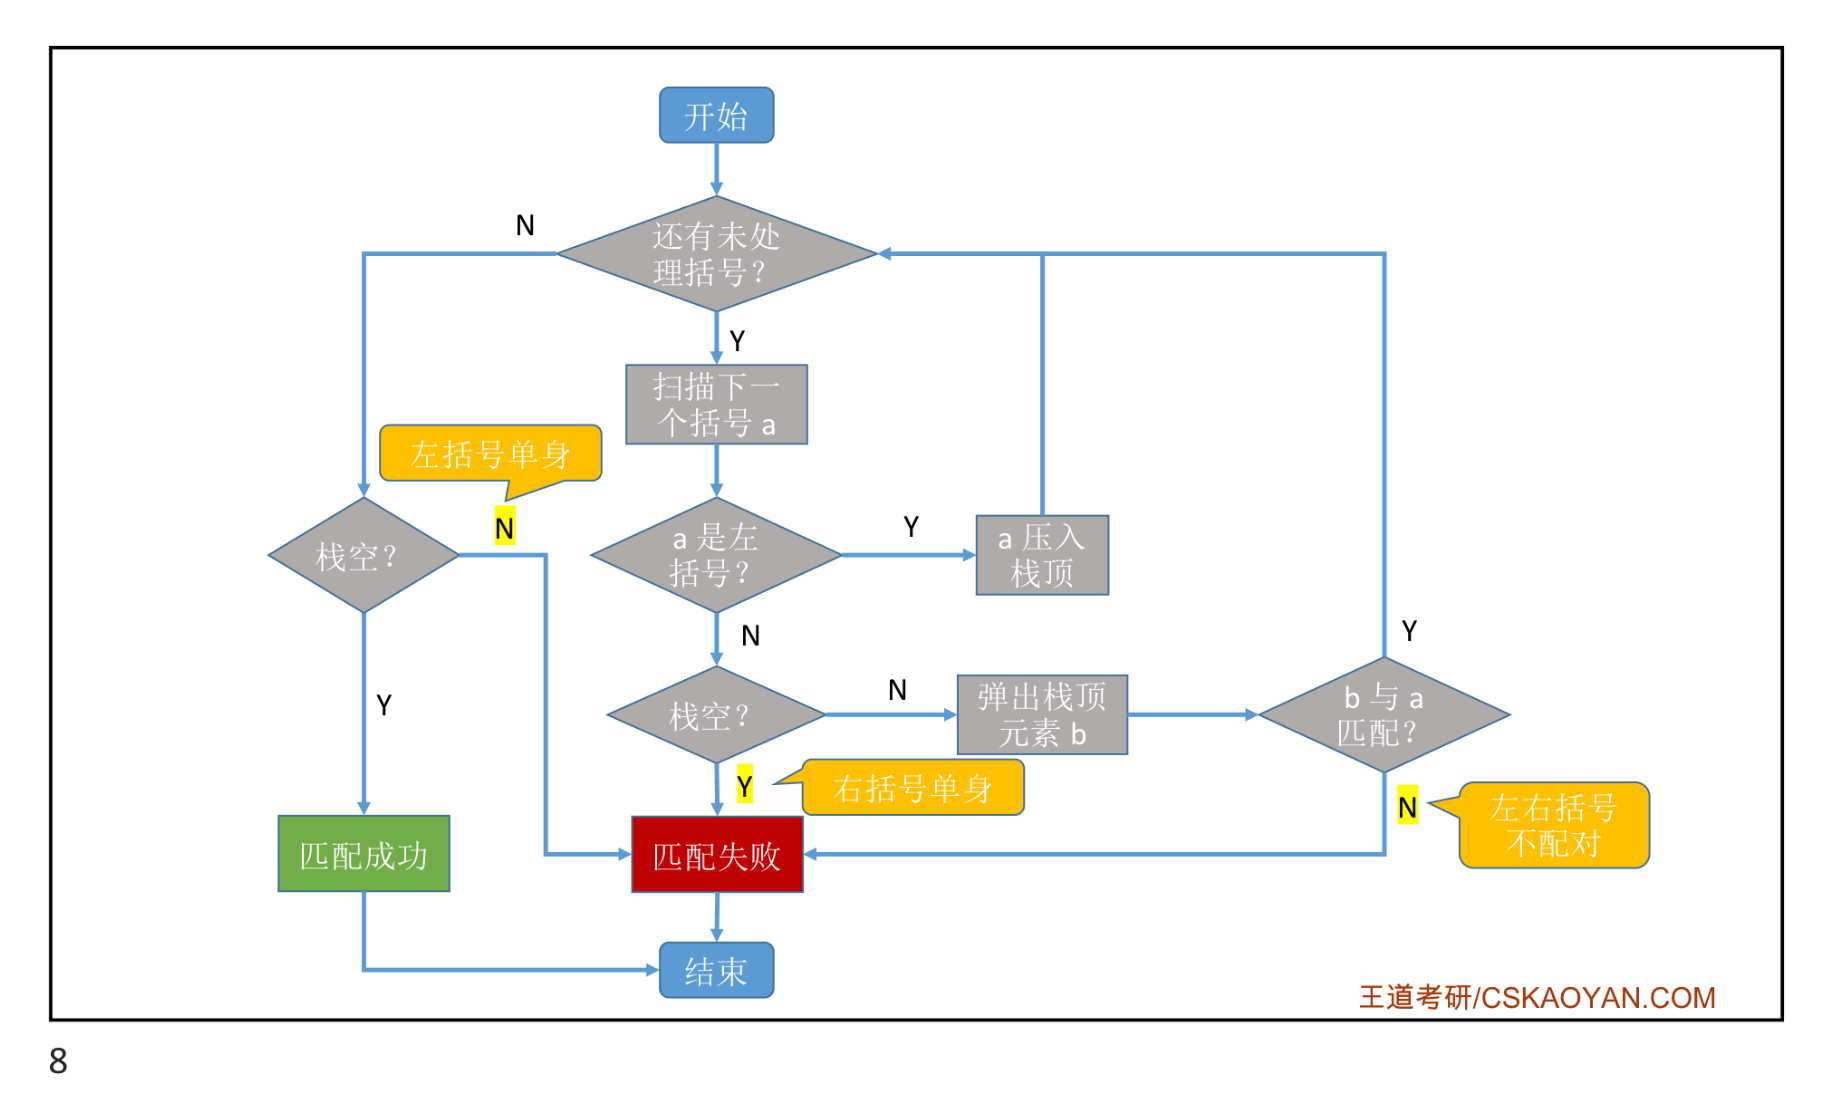 开始
N
还有未处
理括号？
Y
扫描下一
个括号 a
左括号单身
N
栈空？
a 是左
括号？
Y
a 压入
栈顶
N
Y
Y
栈空？
N
弹出栈顶
元素 b
b 与 a
匹配？
Y
右括号单身
N
左右括号
不配对
匹配成功
匹配失败
结束
王道考研/CSKAOYAN.COM
8